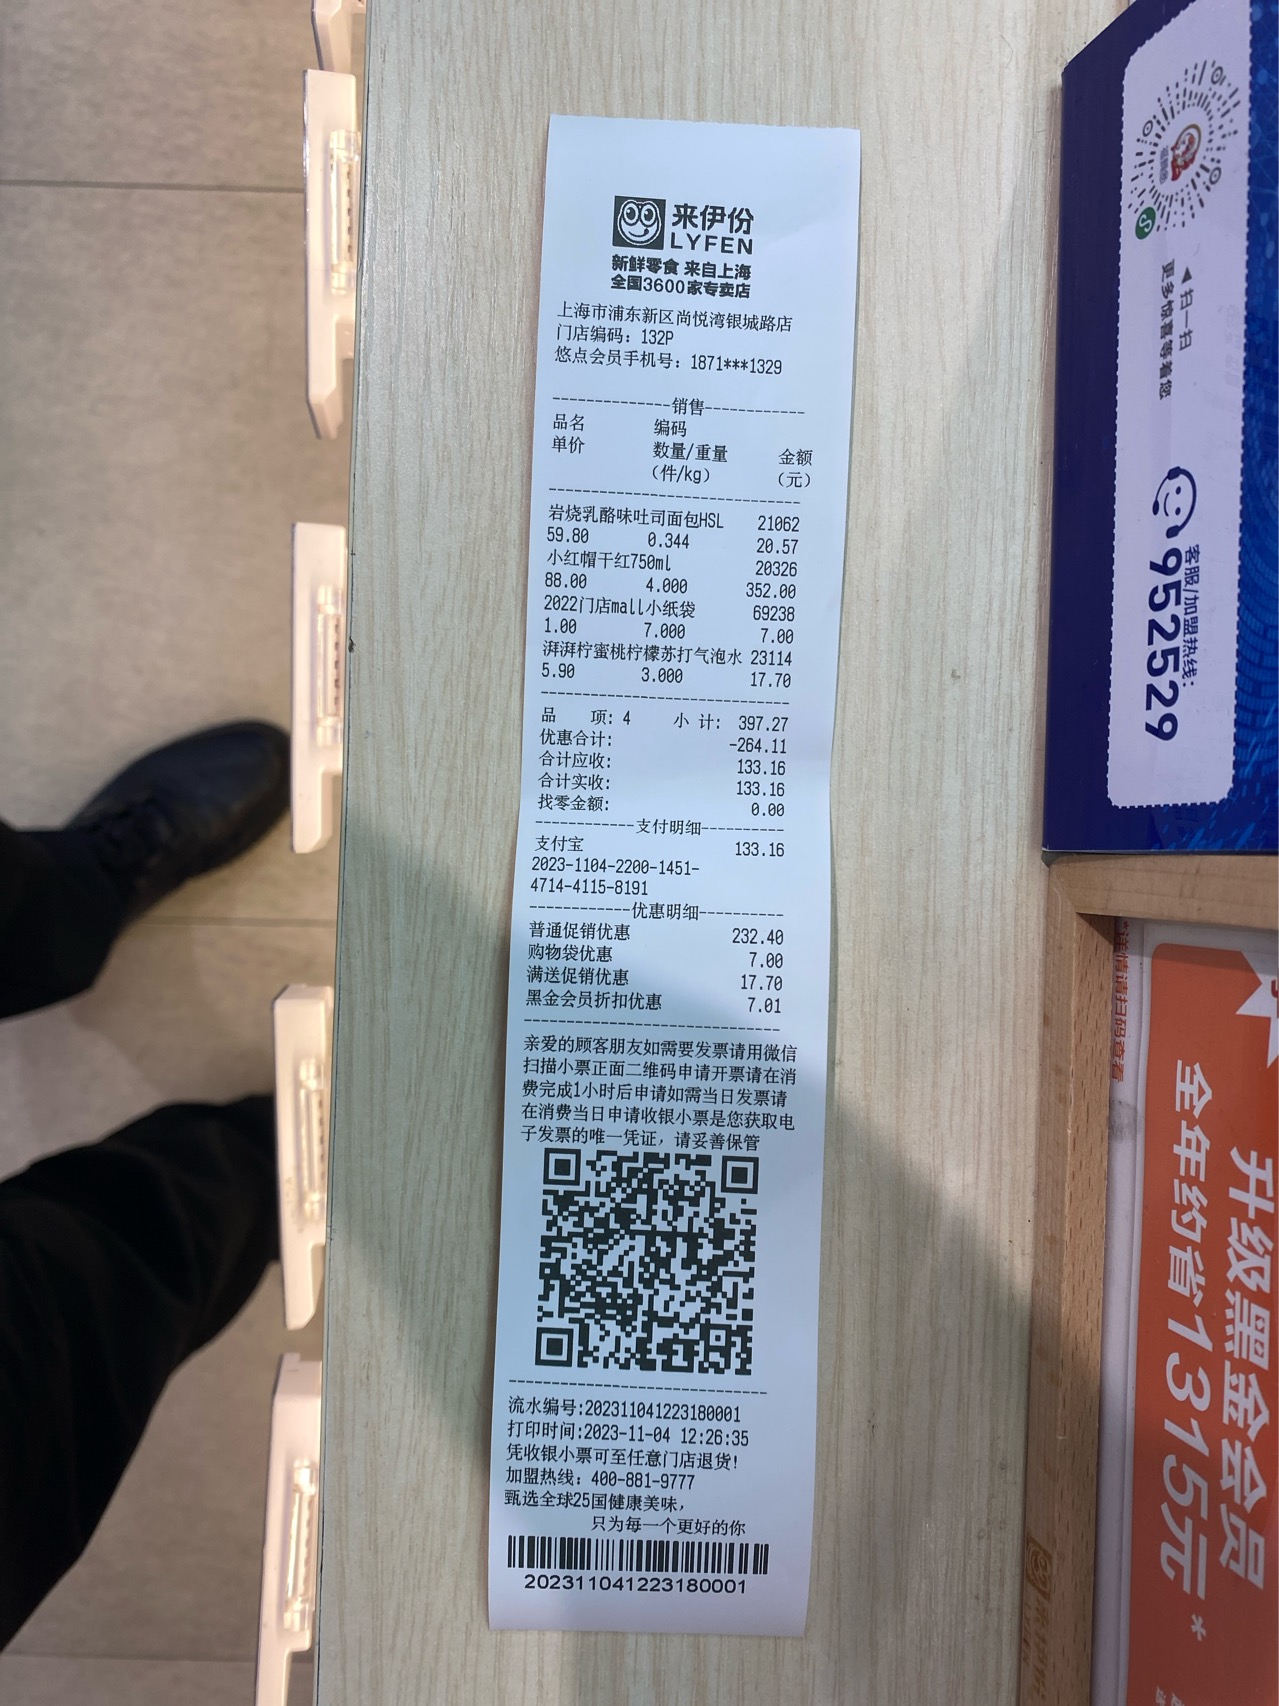 来伊份
LYFEN
新鲜零食 来自上海
全国3600家专卖店
上海市浦东新区尚悦湾银城路店
门店编码：132P
悠点会员手机号：1871***1329
--------------销售------------
品名 编码
单价 数量/重量 金额
（件/kg） （元）
------------------------------
岩烧乳酪味吐司面包HSL 21062
59.80 0.344 20.57
小红帽干红750ml 20326
88.00 4.000 352.00
2022门店mall小纸袋 69238
1.00 7.000 7.00
湃湃柠蜜桃柠檬苏打气泡水 23114
5.90 3.000 17.70
------------------------------
品 项: 4 小 计: 397.27
优惠合计: -264.11
合计应收: 133.16
合计实收: 133.16
找零金额: 0.00
------------支付明细----------
支付宝 133.16
2023-1104-2200-1451-
4714-4115-8191
------------优惠明细----------
普通促销优惠 232.40
购物袋优惠 7.00
满送促销优惠 17.70
黑金会员折扣优惠 7.01
------------------------------
亲爱的顾客朋友如需要发票请用微信
扫描小票正面二维码申请开票请在消
费完成1小时后申请如需当日发票请
在消费当日申请收银小票是您获取电
子发票的唯一凭证，请妥善保管
------------------------------
流水编号:202311041223180001
打印时间:2023-11-04 12:26:35
凭收银小票可至任意门店退货!
加盟热线：400-881-9777
甄选全球25国健康美味，
只为每一个更好的你
202311041223180001
◀扫一扫
更多惊喜等着您
客服/加盟热线：
952529
*详情请扫码查看
升级黑金会员
全年约省1315元*